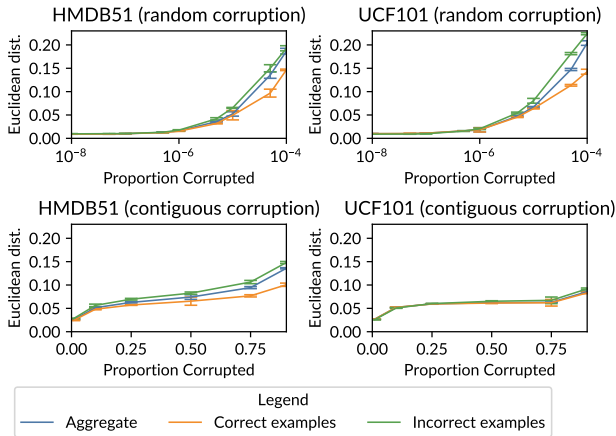 HMDB51 (random corruption)
UCF101 (random corruption)
Euclidean dist.
0.20
0.15
0.10
0.05
0.00
10⁻⁸
10⁻⁶
10⁻⁴
Proportion Corrupted
Euclidean dist.
0.20
0.15
0.10
0.05
0.00
10⁻⁸
10⁻⁶
10⁻⁴
Proportion Corrupted
HMDB51 (contiguous corruption)
UCF101 (contiguous corruption)
Euclidean dist.
0.20
0.15
0.10
0.05
0.00
0.00
0.25
0.50
0.75
Proportion Corrupted
Euclidean dist.
0.20
0.15
0.10
0.05
0.00
0.00
0.25
0.50
0.75
Proportion Corrupted
Legend
Aggregate
Correct examples
Incorrect examples